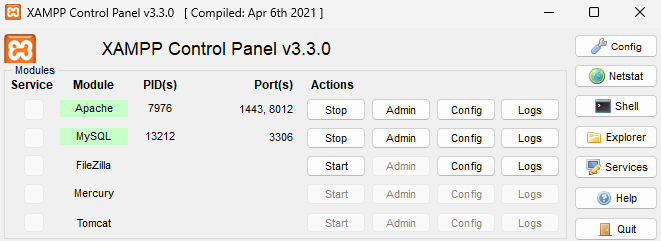 XAMPP Control Panel v3.3.0 [ Compiled: Apr 6th 2021 ]
XAMPP Control Panel v3.3.0
Config
Modules
Service Module PID(s) Port(s) Actions
Netstat
Apache 7976 1443, 8012 Stop Admin Config Logs
Shell
MySQL 13212 3306 Stop Admin Config Logs
Explorer
FileZilla Start Admin Config Logs
Services
Mercury Start Admin Config Logs
Help
Tomcat Start Admin Config Logs
Quit